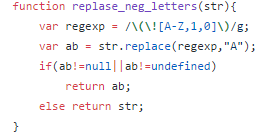 function replase_neg_letters(str){
    var regexp = /\(\![A-Z,1,0]\)/g;
    var ab = str.replace(regexp,"A");
    if(ab!=null||ab!=undefined)
        return ab;
    else return str;
}